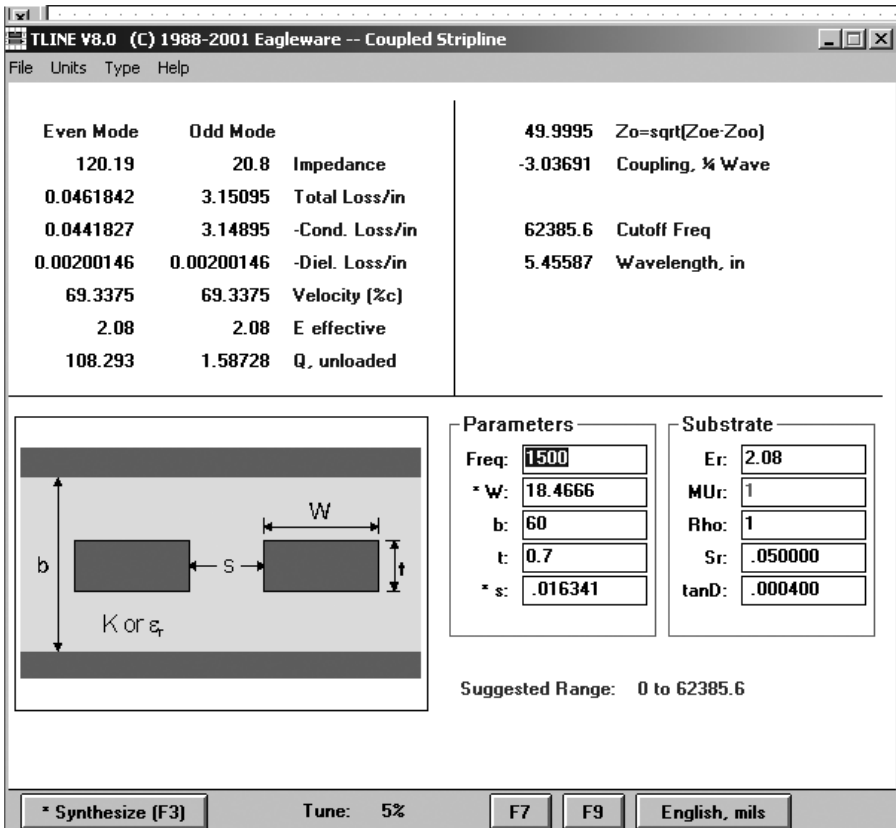 TLINE V8.0 (C) 1988-2001 Eagleware -- Coupled Stripline
File Units Type Help
Even Mode Odd Mode
120.19 20.8 Impedance
0.0461842 3.15095 Total Loss/in
0.0441827 3.14895 -Cond. Loss/in
0.00200146 0.00200146 -Diel. Loss/in
69.3375 69.3375 Velocity (%c)
2.08 2.08 E effective
108.293 1.58728 Q, unloaded
49.9995 Zo=sqrt(Zoe·Zoo)
-3.03691 Coupling, ¼ Wave
62385.6 Cutoff Freq
5.45587 Wavelength, in
b
W
s
t
K or εr
Parameters
Freq: 1500
* W: 18.4666
b: 60
t: 0.7
* s: .016341
Substrate
Er: 2.08
MUr: 1
Rho: 1
Sr: .050000
tanD: .000400
Suggested Range: 0 to 62385.6
* Synthesize (F3) Tune: 5% F7 F9 English, mils